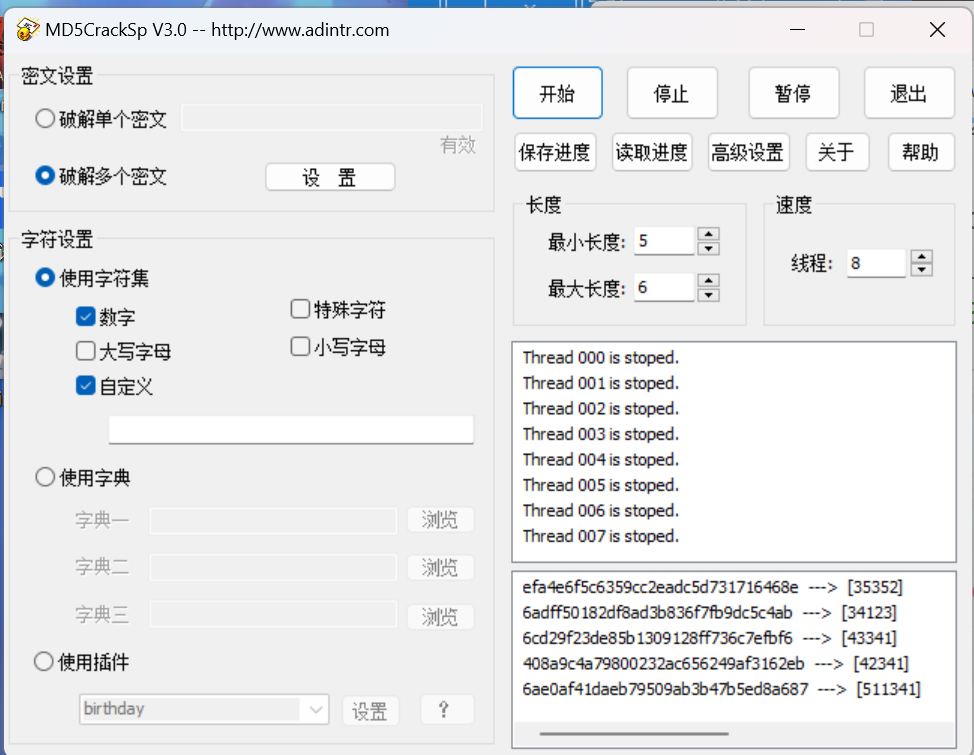 MD5CrackSp V3.0 -- http://www.adintr.com
密文设置
破解单个密文
有效
破解多个密文
设 置
字符设置
使用字符集
数字
特殊字符
大写字母
小写字母
自定义
使用字典
字典一
浏览
字典二
浏览
字典三
浏览
使用插件
birthday
设置
?
开始
停止
暂停
退出
保存进度
读取进度
高级设置
关于
帮助
长度
最小长度: 5
最大长度: 6
速度
线程: 8
Thread 000 is stoped.
Thread 001 is stoped.
Thread 002 is stoped.
Thread 003 is stoped.
Thread 004 is stoped.
Thread 005 is stoped.
Thread 006 is stoped.
Thread 007 is stoped.
efa4e6f5c6359cc2eadc5d731716468e ---> [35352]
6adff50182df8ad3b836f7fb9dc5c4ab ---> [34123]
6cd29f23de85b1309128ff736c7efbf6 ---> [43341]
408a9c4a79800232ac656249af3162eb ---> [42341]
6ae0af41daeb79509ab3b47b5ed8a687 ---> [511341]